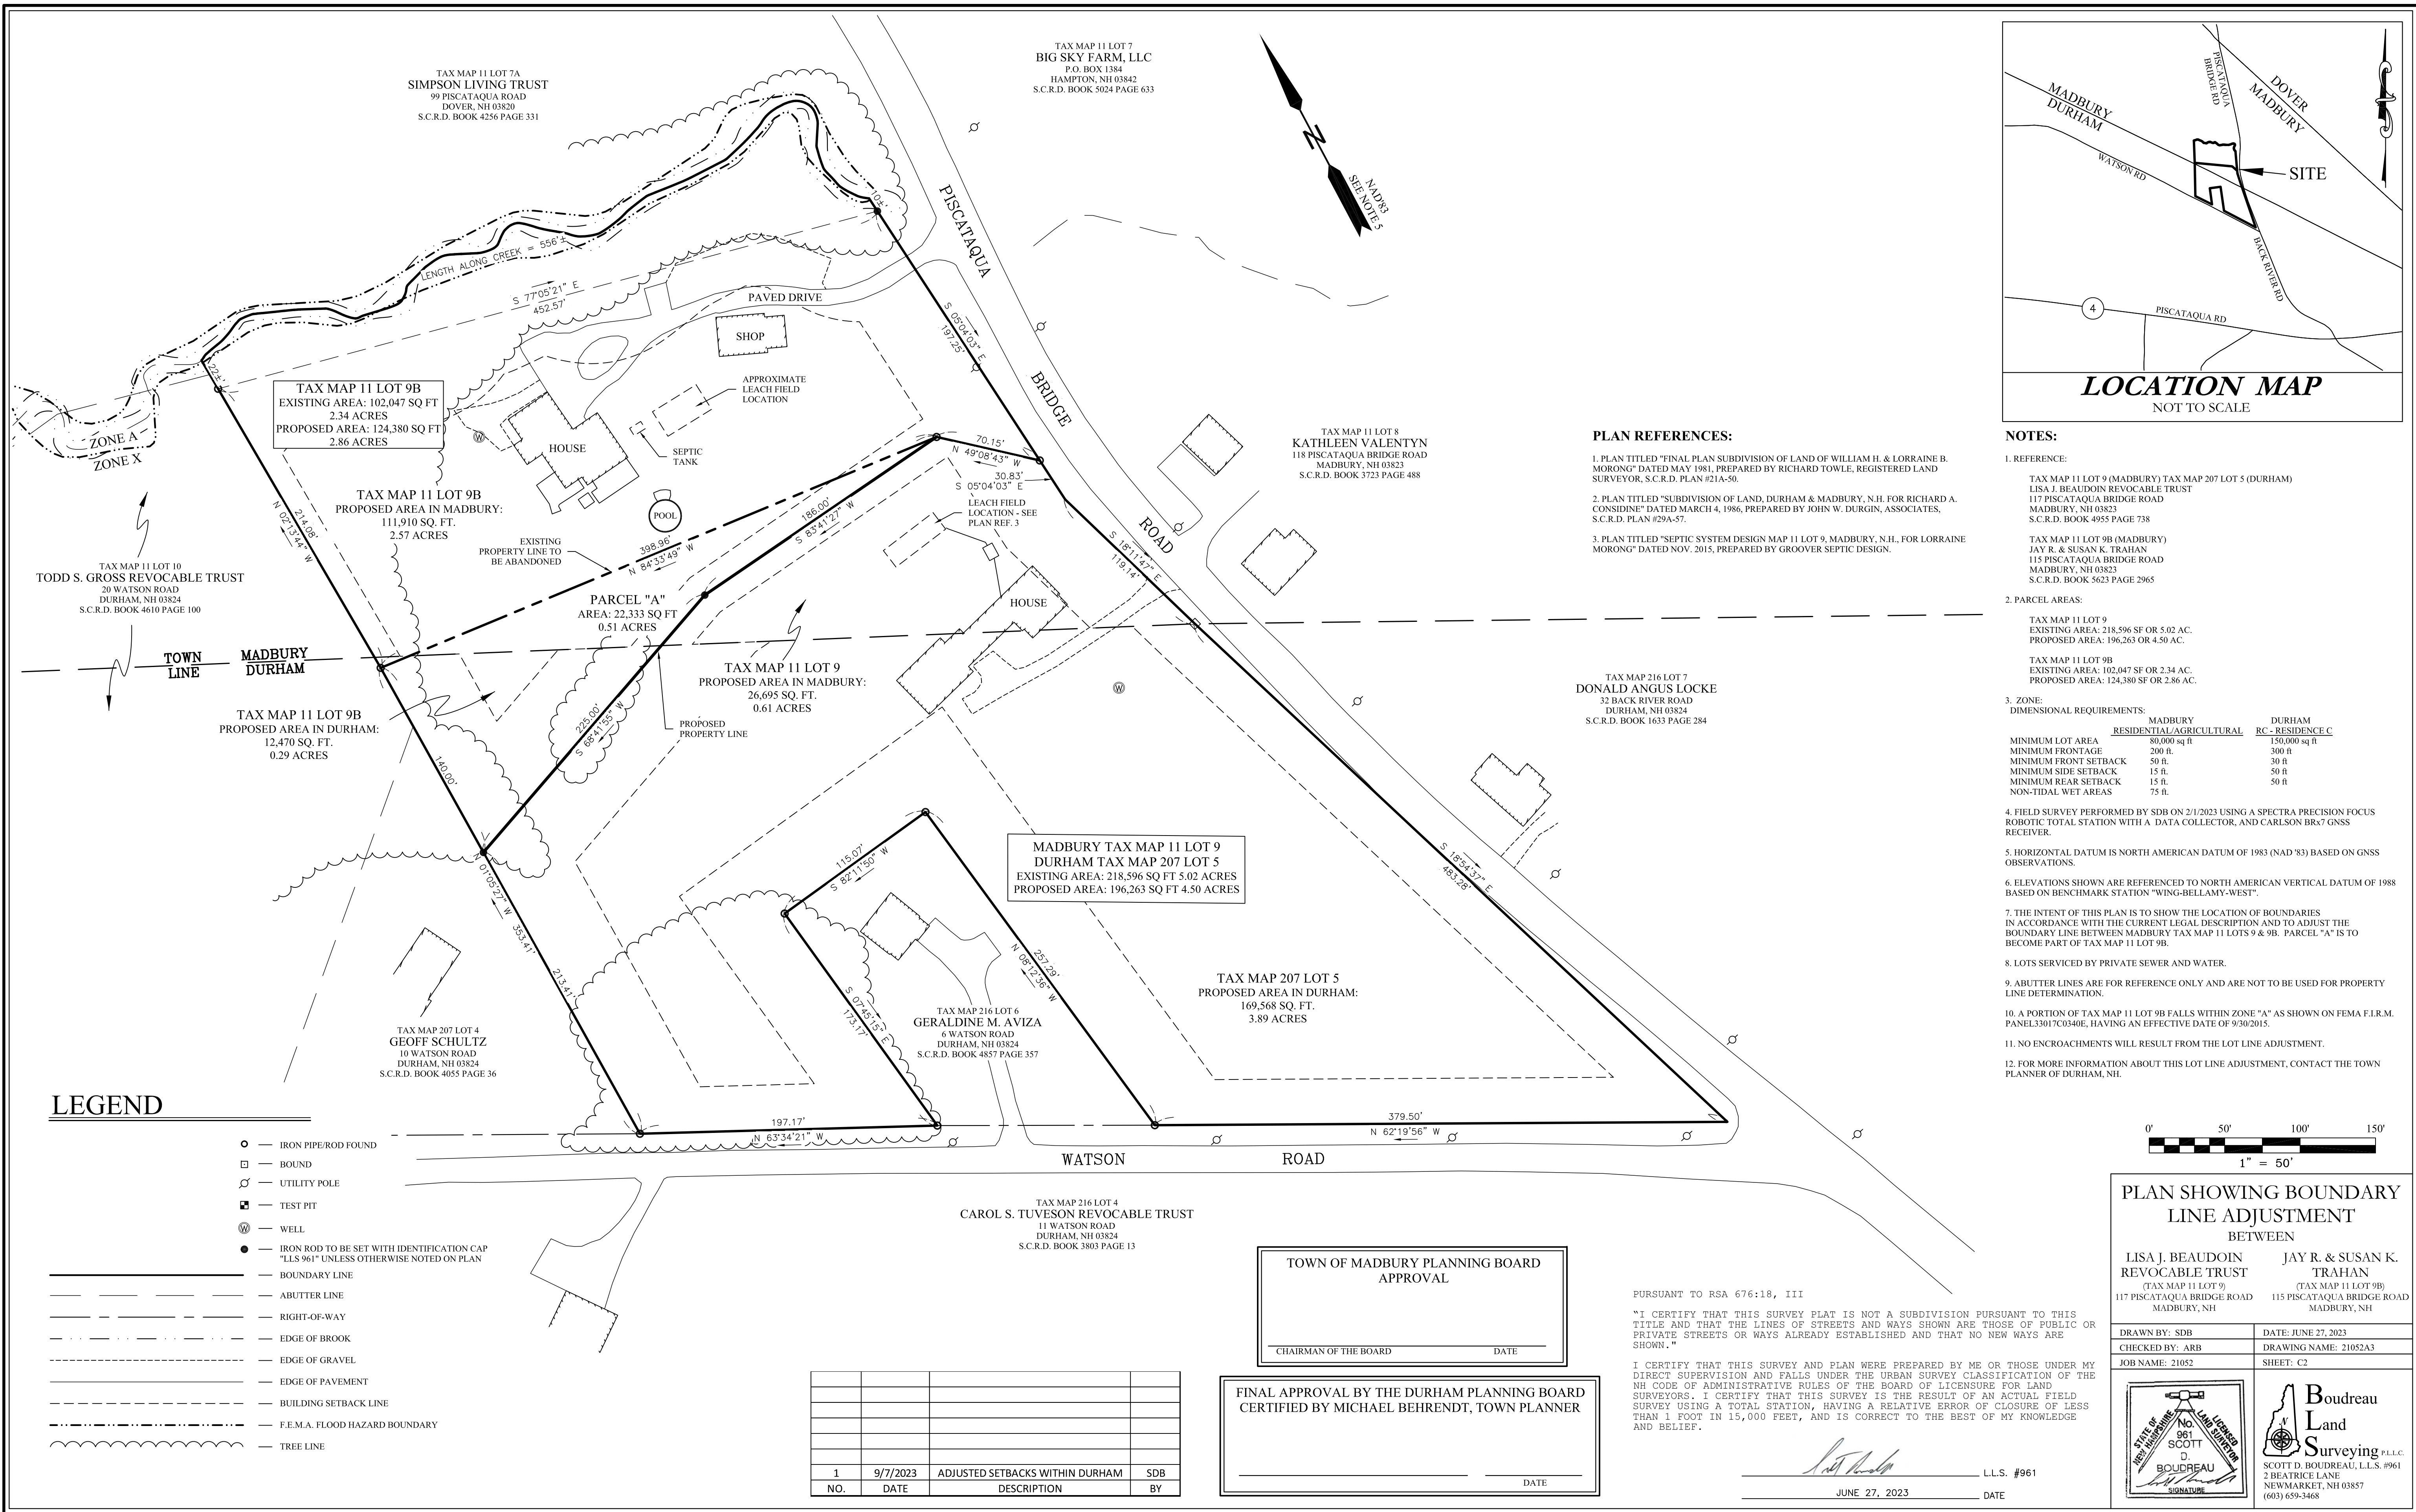 TAX MAP 11 LOT 7A
SIMPSON LIVING TRUST
99 PISCATAQUA ROAD
DOVER, NH 03820
S.C.R.D. BOOK 4256 PAGE 331
TAX MAP 11 LOT 7
BIG SKY FARM, LLC
P.O. BOX 1384
HAMPTON, NH 03842
S.C.R.D. BOOK 5024 PAGE 633
N
NAD'83
SEE NOTE 5
PISCATAQUA
BRIDGE
ROAD
LENGTH ALONG CREEK = 556'±
S 77°05'21" E
452.57'
10'±
22'±
PAVED DRIVE
SHOP
S 05°04'03" E
197.25'
ZONE A
ZONE X
TAX MAP 11 LOT 9B
EXISTING AREA: 102,047 SQ FT
2.34 ACRES
PROPOSED AREA: 124,380 SQ FT
2.86 ACRES
APPROXIMATE
LEACH FIELD
LOCATION
W
HOUSE
SEPTIC
TANK
POOL
70.15'
N 49°08'43" W
30.83'
S 05°04'03" E
LEACH FIELD
LOCATION - SEE
PLAN REF. 3
TAX MAP 11 LOT 9B
PROPOSED AREA IN MADBURY:
111,910 SQ. FT.
2.57 ACRES
EXISTING
PROPERTY LINE TO
BE ABANDONED
186.00'
S 83°41'27" W
398.96'
N 84°33'49" W
214.08'
N 02°13'44" W
TAX MAP 11 LOT 10
TODD S. GROSS REVOCABLE TRUST
20 WATSON ROAD
DURHAM, NH 03824
S.C.R.D. BOOK 4610 PAGE 100
PARCEL "A"
AREA: 22,333 SQ FT
0.51 ACRES
HOUSE
TAX MAP 11 LOT 8
KATHLEEN VALENTYN
118 PISCATAQUA BRIDGE ROAD
MADBURY, NH 03823
S.C.R.D. BOOK 3723 PAGE 488
S 18°11'47" E
119.14'
TOWN
LINE
MADBURY
DURHAM
TAX MAP 11 LOT 9
PROPOSED AREA IN MADBURY:
26,695 SQ. FT.
0.61 ACRES
W
TAX MAP 11 LOT 9B
PROPOSED AREA IN DURHAM:
12,470 SQ. FT.
0.29 ACRES
PROPOSED
PROPERTY LINE
225.00'
S 68°41'55" W
140.00'
TAX MAP 216 LOT 7
DONALD ANGUS LOCKE
32 BACK RIVER ROAD
DURHAM, NH 03824
S.C.R.D. BOOK 1633 PAGE 284
N 01°05'27" W
353.41'
213.41'
115.07'
S 82°11'50" W
MADBURY TAX MAP 11 LOT 9
DURHAM TAX MAP 207 LOT 5
EXISTING AREA: 218,596 SQ FT 5.02 ACRES
PROPOSED AREA: 196,263 SQ FT 4.50 ACRES
S 18°54'37" E
483.28'
257.29'
N 08°12'36" W
S 07°45'15" E
173.17'
TAX MAP 207 LOT 5
PROPOSED AREA IN DURHAM:
169,568 SQ. FT.
3.89 ACRES
TAX MAP 216 LOT 6
GERALDINE M. AVIZA
6 WATSON ROAD
DURHAM, NH 03824
S.C.R.D. BOOK 4857 PAGE 357
TAX MAP 207 LOT 4
GEOFF SCHULTZ
10 WATSON ROAD
DURHAM, NH 03824
S.C.R.D. BOOK 4055 PAGE 36
197.17'
N 63°34'21" W
379.50'
N 62°19'56" W
WATSON ROAD
TAX MAP 216 LOT 4
CAROL S. TUVESON REVOCABLE TRUST
11 WATSON ROAD
DURHAM, NH 03824
S.C.R.D. BOOK 3803 PAGE 13
LEGEND
IRON PIPE/ROD FOUND
BOUND
UTILITY POLE
TEST PIT
W WELL
IRON ROD TO BE SET WITH IDENTIFICATION CAP
"LLS 961" UNLESS OTHERWISE NOTED ON PLAN
BOUNDARY LINE
ABUTTER LINE
RIGHT-OF-WAY
EDGE OF BROOK
EDGE OF GRAVEL
EDGE OF PAVEMENT
BUILDING SETBACK LINE
F.E.M.A. FLOOD HAZARD BOUNDARY
TREE LINE
1 9/7/2023 ADJUSTED SETBACKS WITHIN DURHAM SDB
NO. DATE DESCRIPTION BY
TOWN OF MADBURY PLANNING BOARD
APPROVAL
CHAIRMAN OF THE BOARD DATE
FINAL APPROVAL BY THE DURHAM PLANNING BOARD
CERTIFIED BY MICHAEL BEHRENDT, TOWN PLANNER
DATE
PLAN REFERENCES:
1. PLAN TITLED "FINAL PLAN SUBDIVISION OF LAND OF WILLIAM H. & LORRAINE B.
MORONG" DATED MAY 1981, PREPARED BY RICHARD TOWLE, REGISTERED LAND
SURVEYOR, S.C.R.D. PLAN #21A-50.
2. PLAN TITLED "SUBDIVISION OF LAND, DURHAM & MADBURY, N.H. FOR RICHARD A.
CONSIDINE" DATED MARCH 4, 1986, PREPARED BY JOHN W. DURGIN, ASSOCIATES,
S.C.R.D. PLAN #29A-57.
3. PLAN TITLED "SEPTIC SYSTEM DESIGN MAP 11 LOT 9, MADBURY, N.H., FOR LORRAINE
MORONG" DATED NOV. 2015, PREPARED BY GROOVER SEPTIC DESIGN.
PURSUANT TO RSA 676:18, III
"I CERTIFY THAT THIS SURVEY PLAT IS NOT A SUBDIVISION PURSUANT TO THIS
TITLE AND THAT THE LINES OF STREETS AND WAYS SHOWN ARE THOSE OF PUBLIC OR
PRIVATE STREETS OR WAYS ALREADY ESTABLISHED AND THAT NO NEW WAYS ARE
SHOWN."
I CERTIFY THAT THIS SURVEY AND PLAN WERE PREPARED BY ME OR THOSE UNDER MY
DIRECT SUPERVISION AND FALLS UNDER THE URBAN SURVEY CLASSIFICATION OF THE
NH CODE OF ADMINISTRATIVE RULES OF THE BOARD OF LICENSURE FOR LAND
SURVEYORS. I CERTIFY THAT THIS SURVEY IS THE RESULT OF AN ACTUAL FIELD
SURVEY USING A TOTAL STATION, HAVING A RELATIVE ERROR OF CLOSURE OF LESS
THAN 1 FOOT IN 15,000 FEET, AND IS CORRECT TO THE BEST OF MY KNOWLEDGE
AND BELIEF.
L.L.S. #961
JUNE 27, 2023 DATE
PISCATAQUA
BRIDGE RD
DOVER
MADBURY
MADBURY
DURHAM
WATSON RD
SITE
BACK RIVER RD
4
PISCATAQUA RD
LOCATION MAP
NOT TO SCALE
NOTES:
1. REFERENCE:
TAX MAP 11 LOT 9 (MADBURY) TAX MAP 207 LOT 5 (DURHAM)
LISA J. BEAUDOIN REVOCABLE TRUST
117 PISCATAQUA BRIDGE ROAD
MADBURY, NH 03823
S.C.R.D. BOOK 4955 PAGE 738
TAX MAP 11 LOT 9B (MADBURY)
JAY R. & SUSAN K. TRAHAN
115 PISCATAQUA BRIDGE ROAD
MADBURY, NH 03823
S.C.R.D. BOOK 5623 PAGE 2965
2. PARCEL AREAS:
TAX MAP 11 LOT 9
EXISTING AREA: 218,596 SF OR 5.02 AC.
PROPOSED AREA: 196,263 OR 4.50 AC.
TAX MAP 11 LOT 9B
EXISTING AREA: 102,047 SF OR 2.34 AC.
PROPOSED AREA: 124,380 SF OR 2.86 AC.
3. ZONE:
DIMENSIONAL REQUIREMENTS:
MADBURY DURHAM
RESIDENTIAL/AGRICULTURAL RC - RESIDENCE C
MINIMUM LOT AREA 80,000 sq ft 150,000 sq ft
MINIMUM FRONTAGE 200 ft. 300 ft
MINIMUM FRONT SETBACK 50 ft. 30 ft
MINIMUM SIDE SETBACK 15 ft. 50 ft
MINIMUM REAR SETBACK 15 ft. 50 ft
NON-TIDAL WET AREAS 75 ft.
4. FIELD SURVEY PERFORMED BY SDB ON 2/1/2023 USING A SPECTRA PRECISION FOCUS
ROBOTIC TOTAL STATION WITH A DATA COLLECTOR, AND CARLSON BRx7 GNSS
RECEIVER.
5. HORIZONTAL DATUM IS NORTH AMERICAN DATUM OF 1983 (NAD '83) BASED ON GNSS
OBSERVATIONS.
6. ELEVATIONS SHOWN ARE REFERENCED TO NORTH AMERICAN VERTICAL DATUM OF 1988
BASED ON BENCHMARK STATION "WING-BELLAMY-WEST".
7. THE INTENT OF THIS PLAN IS TO SHOW THE LOCATION OF BOUNDARIES
IN ACCORDANCE WITH THE CURRENT LEGAL DESCRIPTION AND TO ADJUST THE
BOUNDARY LINE BETWEEN MADBURY TAX MAP 11 LOTS 9 & 9B. PARCEL "A" IS TO
BECOME PART OF TAX MAP 11 LOT 9B.
8. LOTS SERVICED BY PRIVATE SEWER AND WATER.
9. ABUTTER LINES ARE FOR REFERENCE ONLY AND ARE NOT TO BE USED FOR PROPERTY
LINE DETERMINATION.
10. A PORTION OF TAX MAP 11 LOT 9B FALLS WITHIN ZONE "A" AS SHOWN ON FEMA F.I.R.M.
PANEL33017C0340E, HAVING AN EFFECTIVE DATE OF 9/30/2015.
11. NO ENCROACHMENTS WILL RESULT FROM THE LOT LINE ADJUSTMENT.
12. FOR MORE INFORMATION ABOUT THIS LOT LINE ADJUSTMENT, CONTACT THE TOWN
PLANNER OF DURHAM, NH.
0' 50' 100' 150'
1" = 50'
PLAN SHOWING BOUNDARY
LINE ADJUSTMENT
BETWEEN
LISA J. BEAUDOIN
REVOCABLE TRUST
(TAX MAP 11 LOT 9)
117 PISCATAQUA BRIDGE ROAD
MADBURY, NH
JAY R. & SUSAN K.
TRAHAN
(TAX MAP 11 LOT 9B)
115 PISCATAQUA BRIDGE ROAD
MADBURY, NH
DRAWN BY: SDB DATE: JUNE 27, 2023
CHECKED BY: ARB DRAWING NAME: 21052A3
JOB NAME: 21052 SHEET: C2
STATE OF NEW HAMPSHIRE
LICENSED LAND SURVEYOR
No.
961
SCOTT
D.
BOUDREAU
SIGNATURE
N
Boudreau
Land
Surveying P.L.L.C.
SCOTT D. BOUDREAU, L.L.S. #961
2 BEATRICE LANE
NEWMARKET, NH 03857
(603) 659-3468